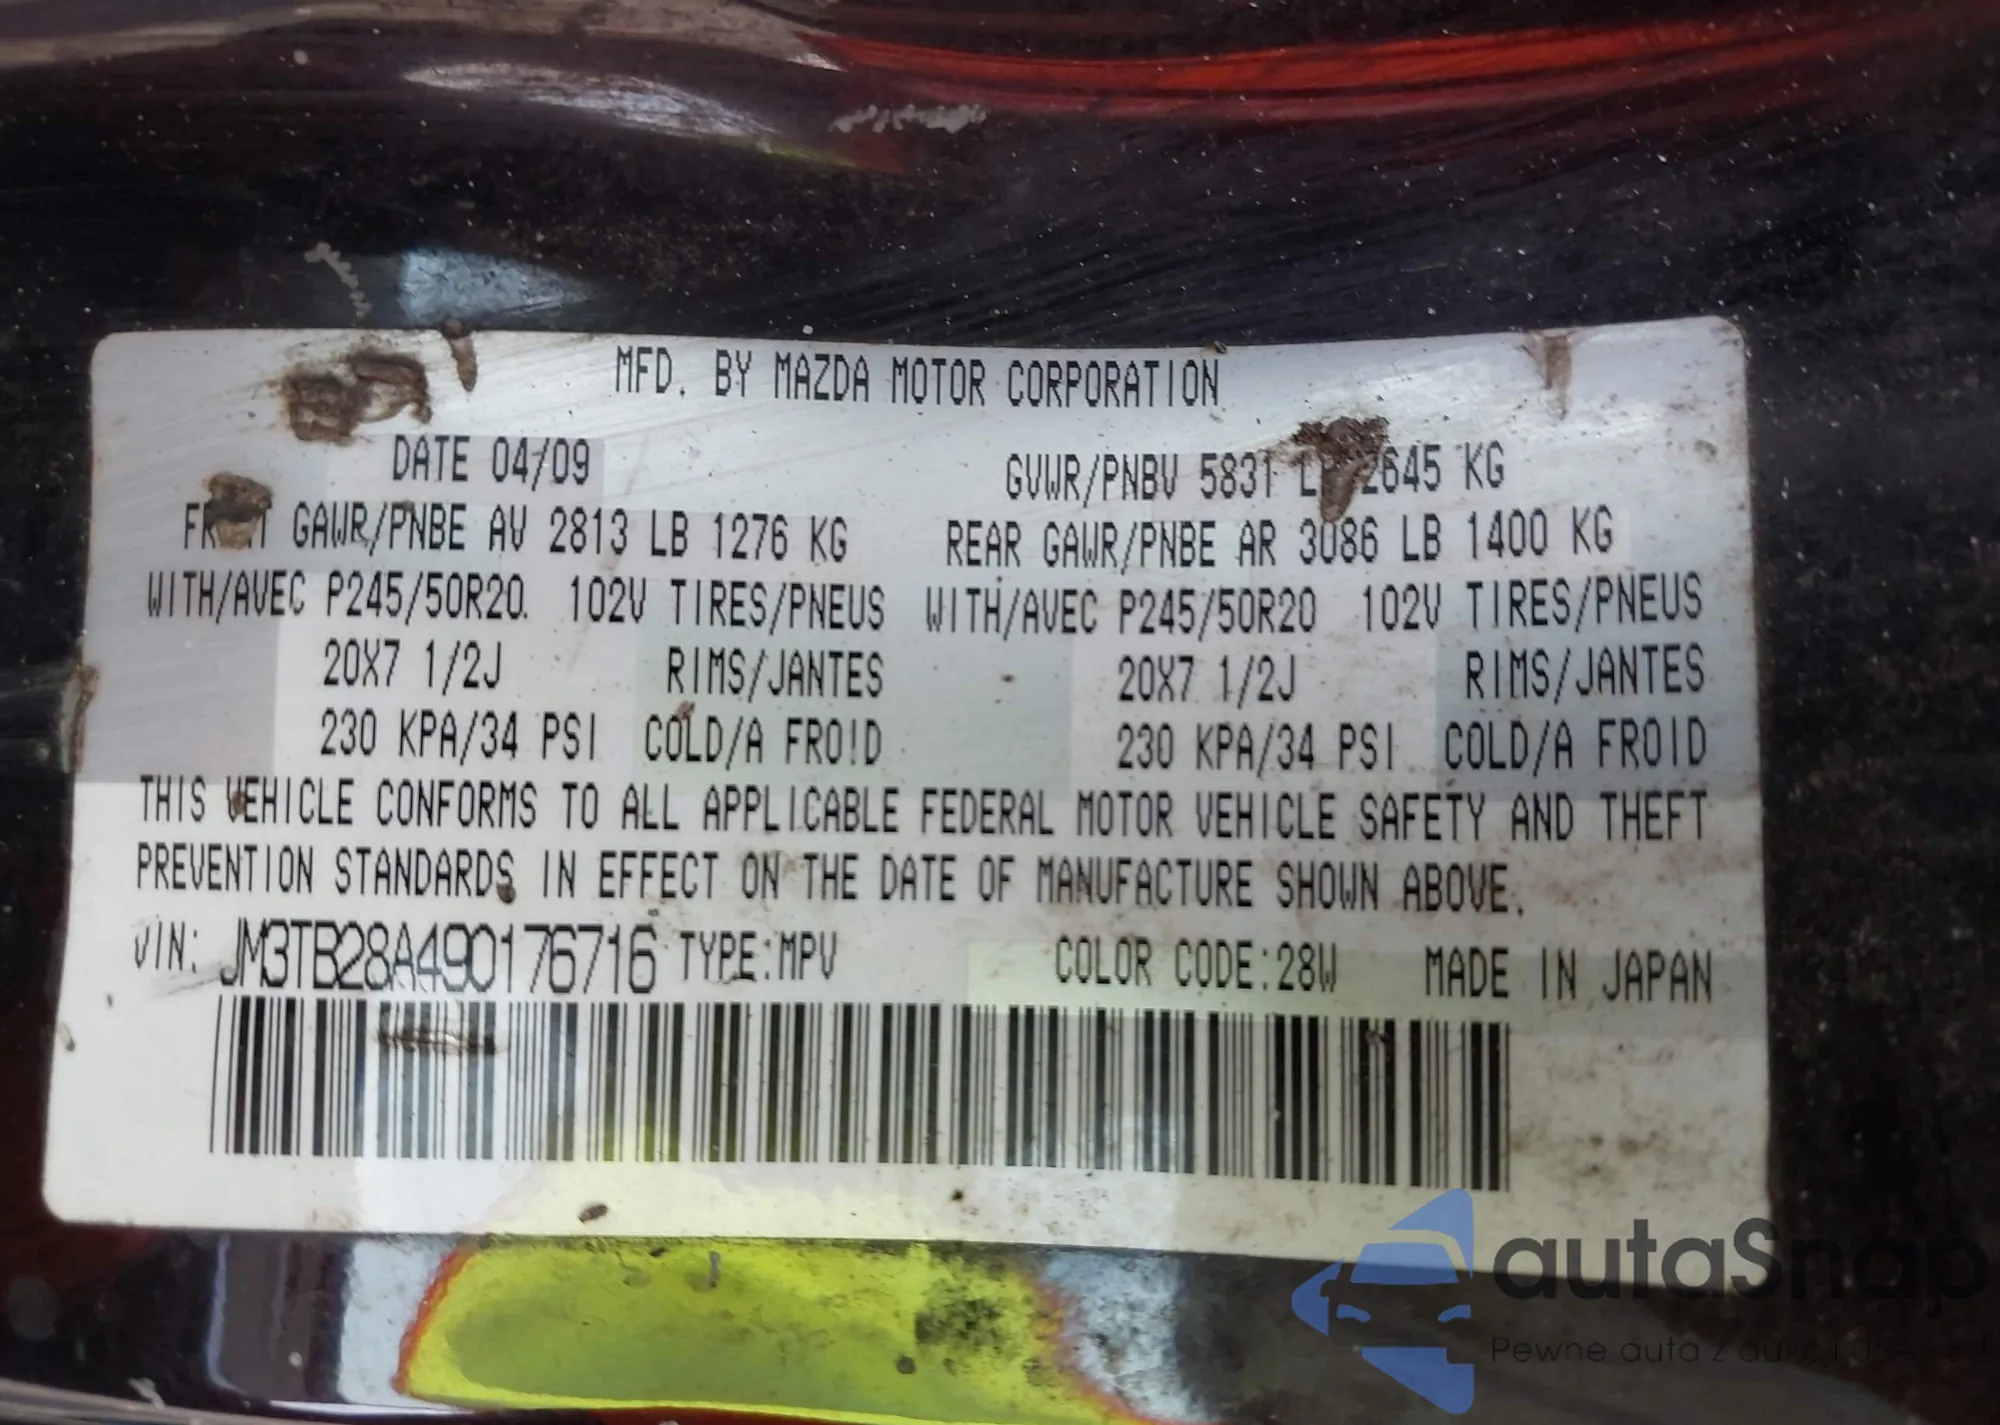 MFD. BY MAZDA MOTOR CORPORATION
DATE 04/09 GVWR/PNBV 5831 2645 KG
GAWR/PNBE AV 2813 LB 1276 KG REAR GAWR/PNBE AR 3086 LB 1400 KG
WITH/AVEC P245/50R20. 102V TIRES/PNEUS WITH/AVEC P245/50R20 102V TIRES/PNEUS
20X7 1/2J RIMS/JANTES 20X7 1/2J RIMS/JANTES
230 KPA/34 PSI COLD/A FROID 230 KPA/34 PSI COLD/A FROID
THIS VEHICLE CONFORMS TO ALL APPLICABLE FEDERAL MOTOR VEHICLE SAFETY AND THEFT
PREVENTION STANDARDS IN EFFECT ON THE DATE OF MANUFACTURE SHOWN ABOVE.
VIN: JM3TB28A490176716 TYPE:MPV COLOR CODE:28W MADE IN JAPAN
autaSnap
Pewne auta z aukcji USA